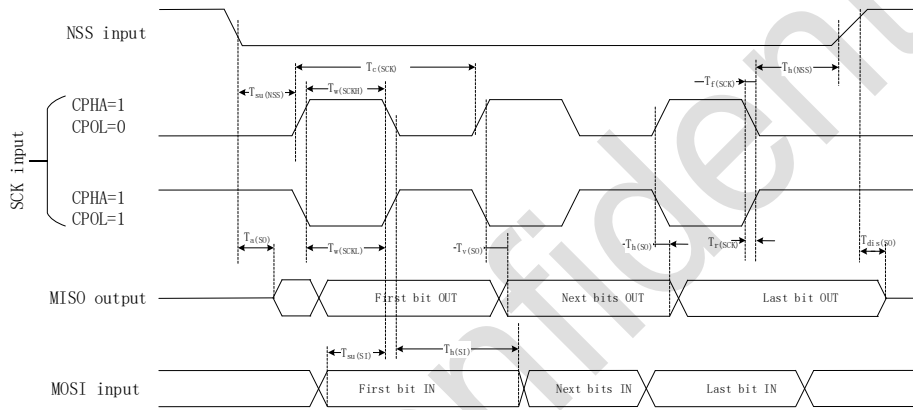 NSS input
Tc(SCK)
Th(NSS)
Tsu(NSS)
Tw(SCKH)
Tf(SCK)
SCK input
CPHA=1
CPOL=0
CPHA=1
CPOL=1
Ta(SO)
Tw(SCKL)
Tv(SO)
Th(SO)
Tr(SCK)
Tdis(SO)
MISO output
First bit OUT
Next bits OUT
Last bit OUT
Tsu(SI)
Th(SI)
MOSI input
First bit IN
Next bits IN
Last bit IN